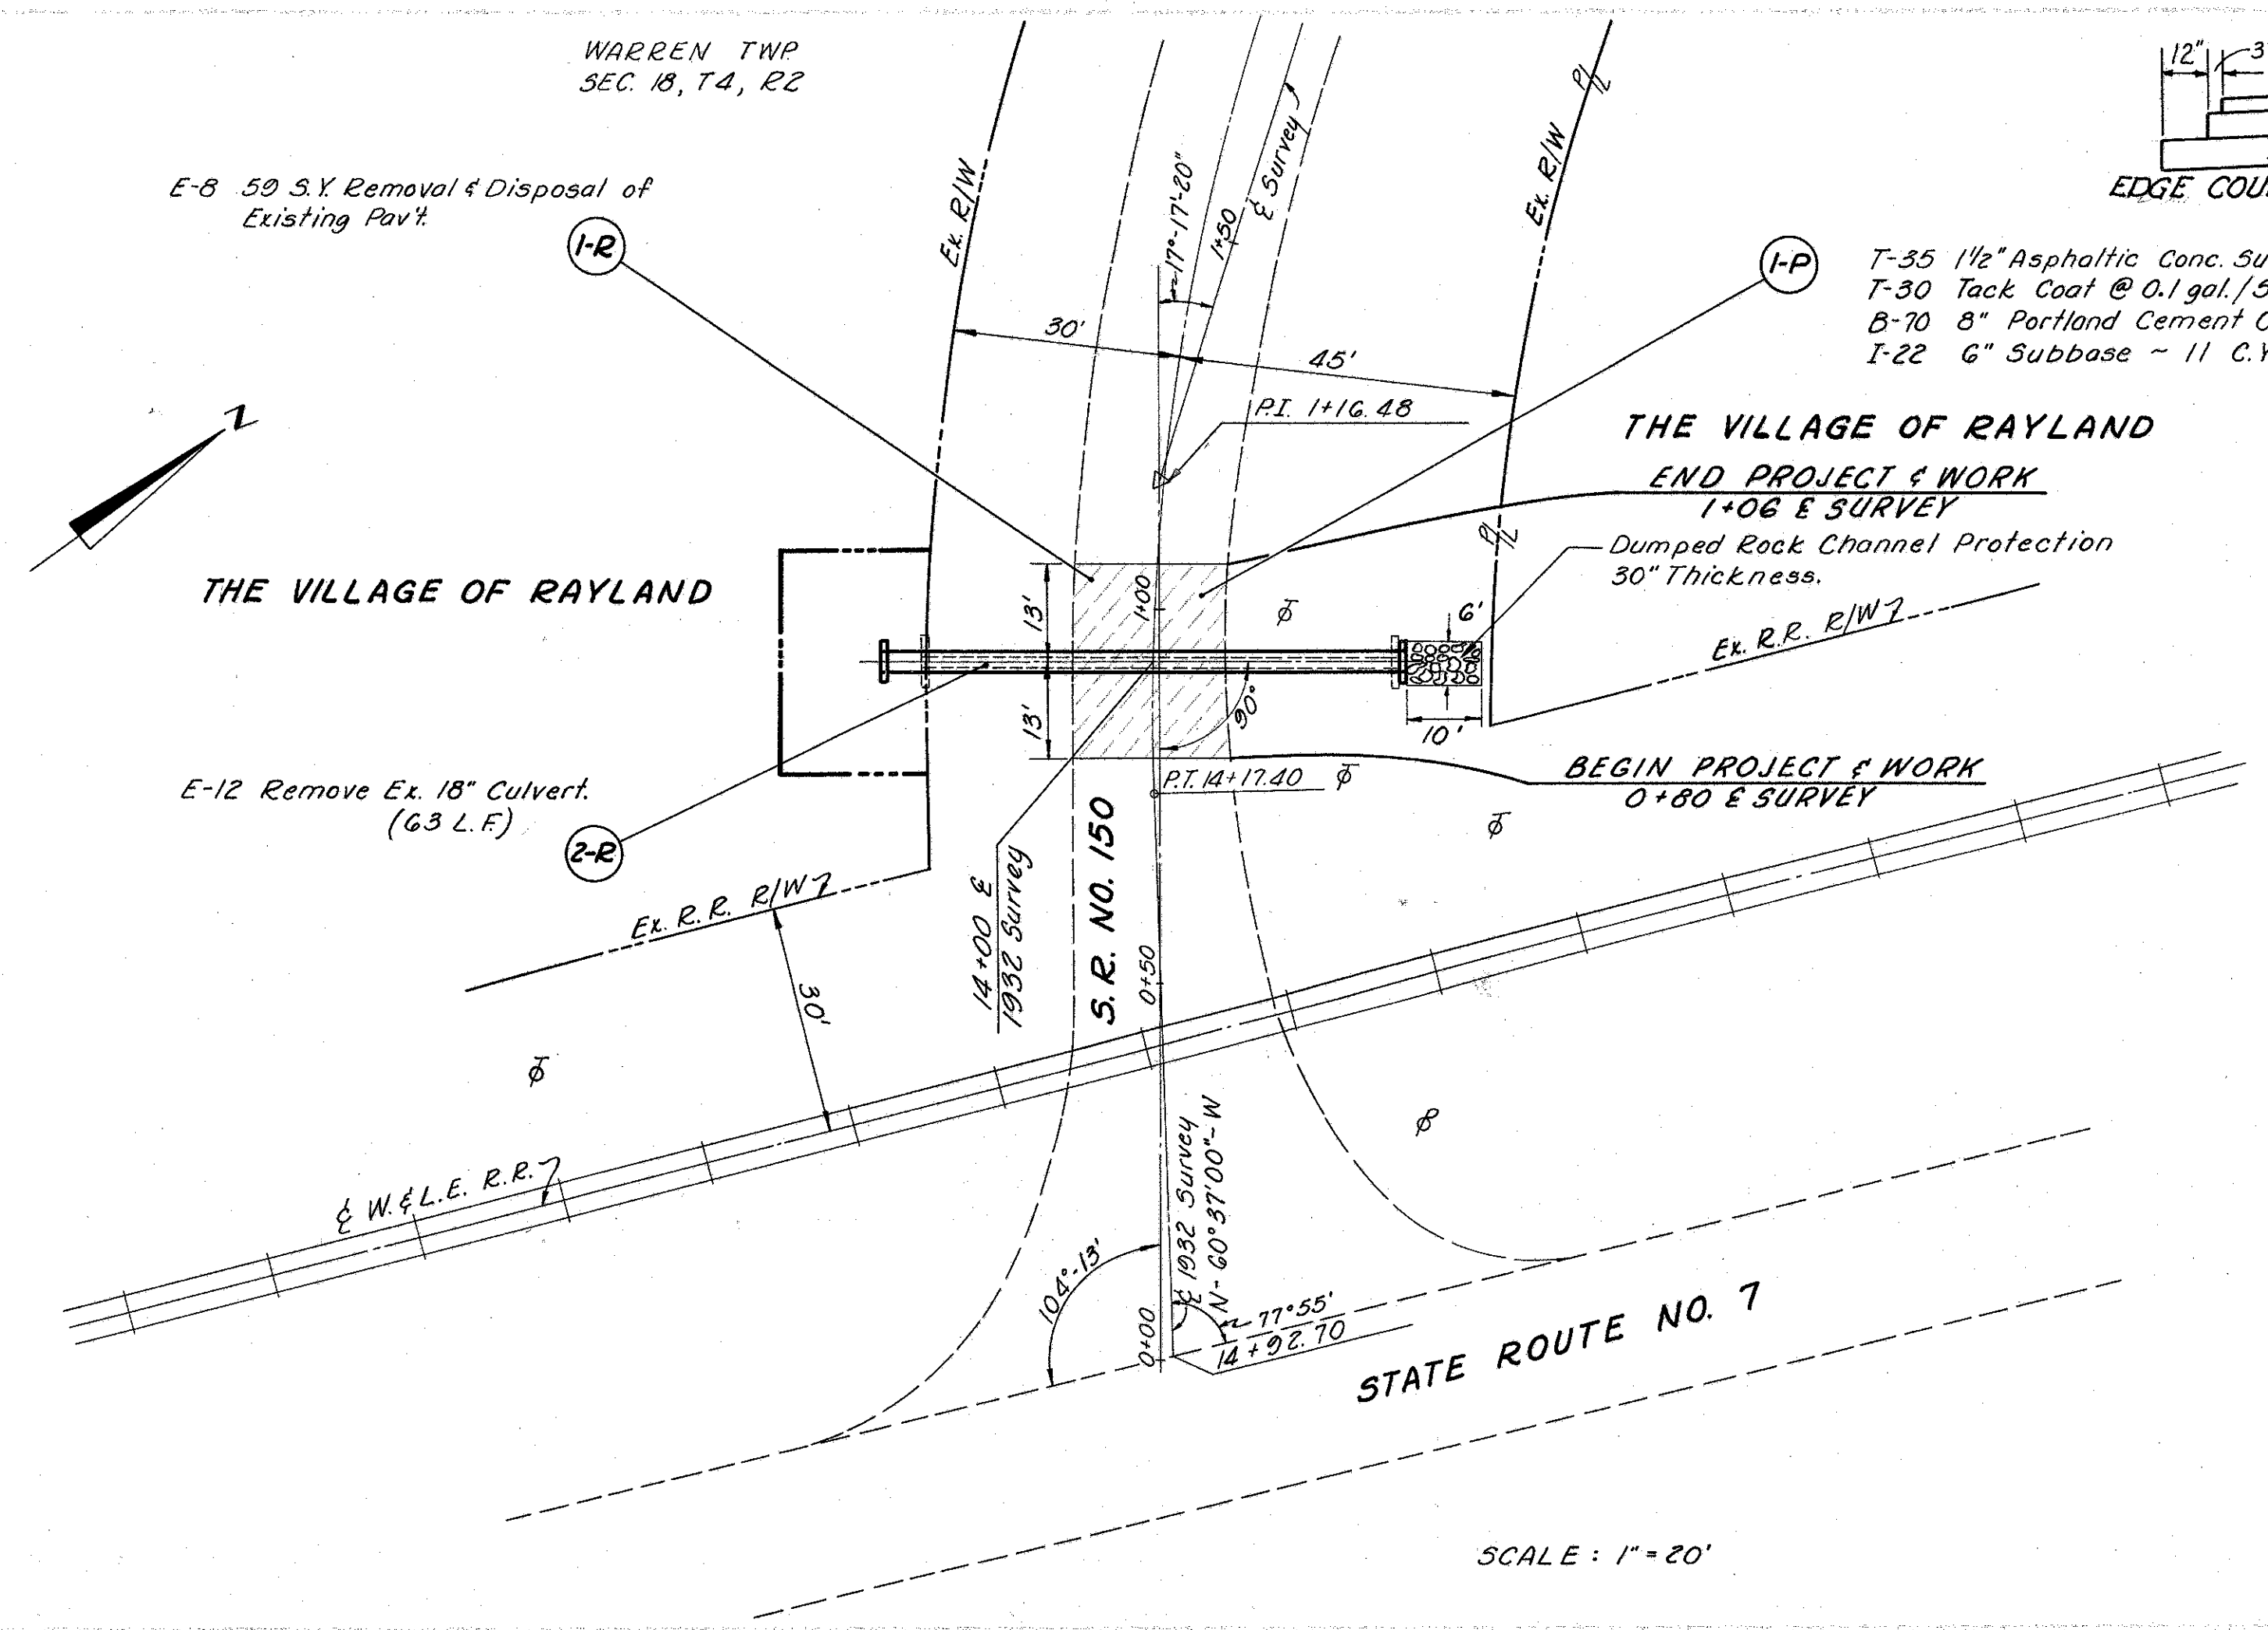 WARREN TWP.
SEC. 18, T4, R2
12"
3
EDGE COU
E-8 59 S.Y. Removal & Disposal of
Existing Pav't.
1-R
Ex. R/W
17°-17'-20"
1+50
℄ Survey
P/L
Ex. R/W
1-P
T-35 1½" Asphaltic Conc. Su
T-30 Tack Coat @ 0.1 gal./S
B-70 8" Portland Cement C
I-22 6" Subbase ~ 11 C.Y
30'
45'
P.I. 1+16.48
N
THE VILLAGE OF RAYLAND
END PROJECT & WORK
1+06 ℄ SURVEY
P/L
Dumped Rock Channel Protection
30" Thickness.
THE VILLAGE OF RAYLAND
13'
1+00
6'
Ex. R.R. R/W
13'
90°
10'
E-12 Remove Ex. 18" Culvert.
(63 L.F.)
2-R
P.T. 14+17.40
BEGIN PROJECT & WORK
0+80 ℄ SURVEY
Ex. R.R. R/W
30'
14+00 ℄
1932 Survey
S.R. NO. 150
0+50
℄ W. & L.E. R.R.
℄ 1932 Survey
N-60°37'00"-W
104°-13'
0+00
77°55'
14+92.70
STATE ROUTE NO. 7
SCALE: 1"=20'